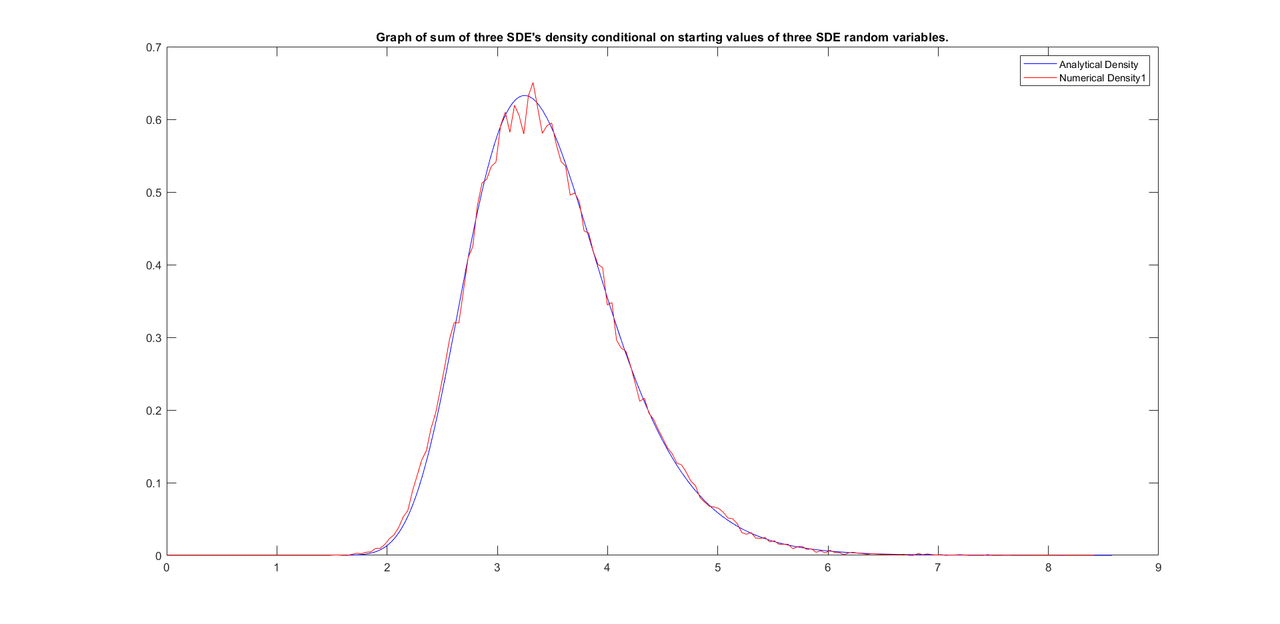 Graph of sum of three SDE's density conditional on starting values of three SDE random variables.
Analytical Density
Numerical Density1
0.7
0.6
0.5
0.4
0.3
0.2
0.1
0
0 1 2 3 4 5 6 7 8 9